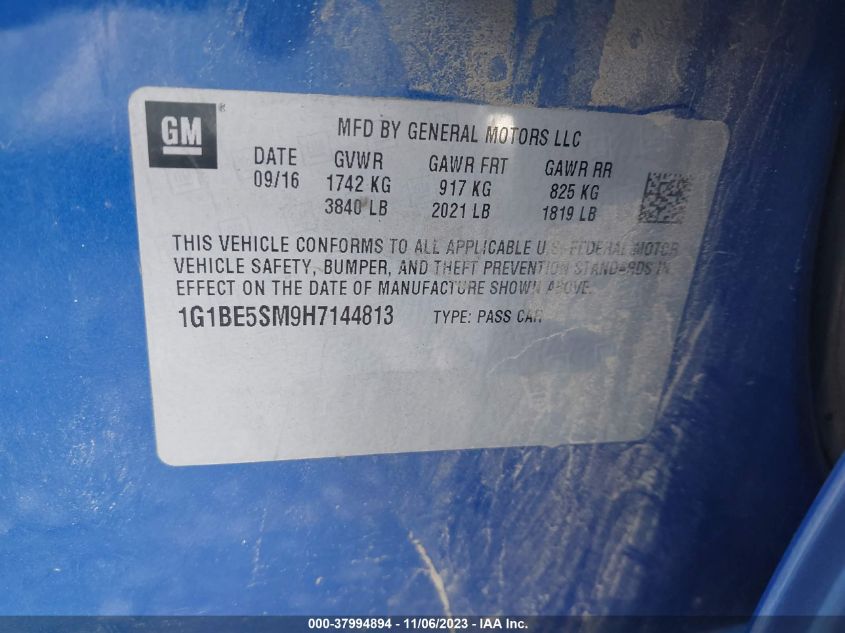 GM
MFD BY GENERAL MOTORS LLC
DATE GVWR GAWR FRT GAWR RR
09/16 1742 KG 917 KG 825 KG
3840 LB 2021 LB 1819 LB
THIS VEHICLE CONFORMS TO ALL APPLICABLE U.S. FEDERAL MOTOR
VEHICLE SAFETY, BUMPER, AND THEFT PREVENTION STANDARDS IN
EFFECT ON THE DATE OF MANUFACTURE SHOWN ABOVE.
1G1BE5SM9H7144813 TYPE: PASS CAR
000-37994894 - 11/06/2023 - IAA Inc.